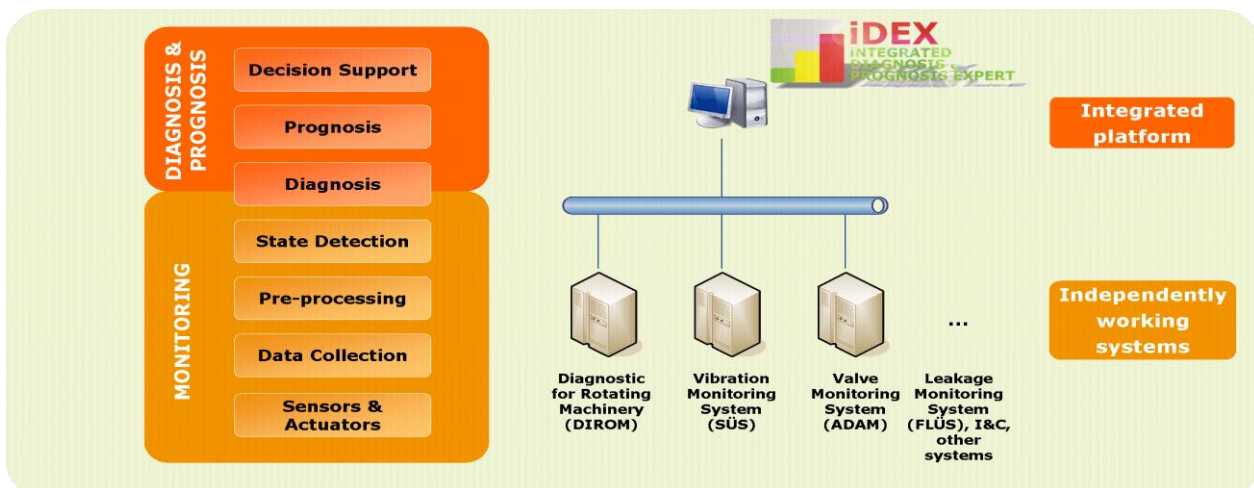 DIAGNOSIS &
PROGNOSIS
Decision Support
Prognosis
Diagnosis
MONITORING
State Detection
Pre-processing
Data Collection
Sensors &
Actuators
iDEX
INTEGRATED
DIAGNOSIS
PROGNOSIS EXPERT
...
Diagnostic
for Rotating
Machinery
(DIROM)
Vibration
Monitoring
System
(SÜS)
Valve
Monitoring
System
(ADAM)
Leakage
Monitoring
System
(FLÜS), I&C,
other
systems
Integrated
platform
Independently
working
systems